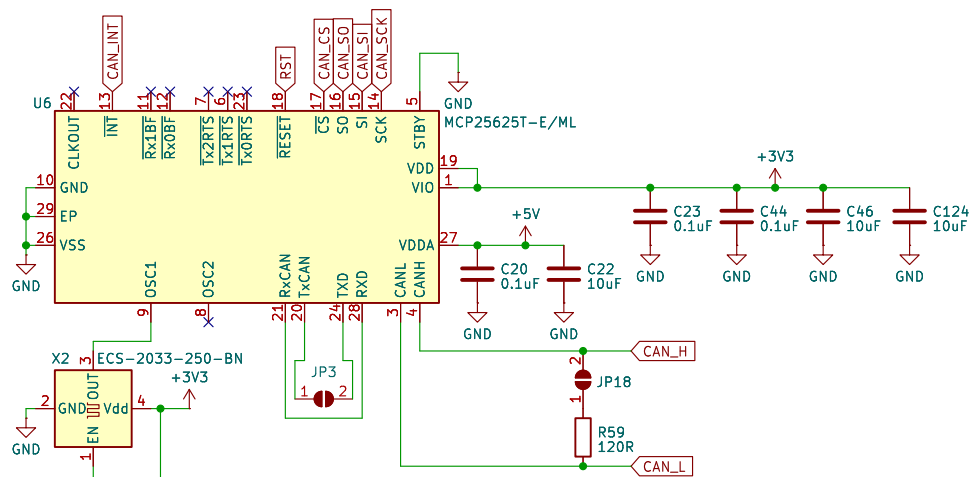 CAN_INT
RST
CAN_CS
CAN_SO
CAN_SI
CAN_SCK
U6
22
13
11
12
7
6
23
18
17
16
15
14
5
GND
MCP25625T-E/ML
CLKOUT
INT
Rx1BF
Rx0BF
Tx2RTS
Tx1RTS
Tx0RTS
RESET
CS
SO
SI
SCK
STBY
VDD 19
VIO 1
+3V3
10 GND
29 EP
26 VSS
GND
+5V
VDDA 27
C23
0.1uF
C44
0.1uF
C46
10uF
C124
10uF
GND
GND
GND
GND
C20
0.1uF
C22
10uF
GND
GND
OSC1
OSC2
RxCAN
TxCAN
TXD
RXD
CANL
CANH
9
8
21
20
24
28
3
4
X2
ECS-2033-250-BN
3
+3V3
OUT
2 GND
Vdd 4
EN
1
GND
JP3
1
2
CAN_H
2
JP18
1
R59
120R
CAN_L